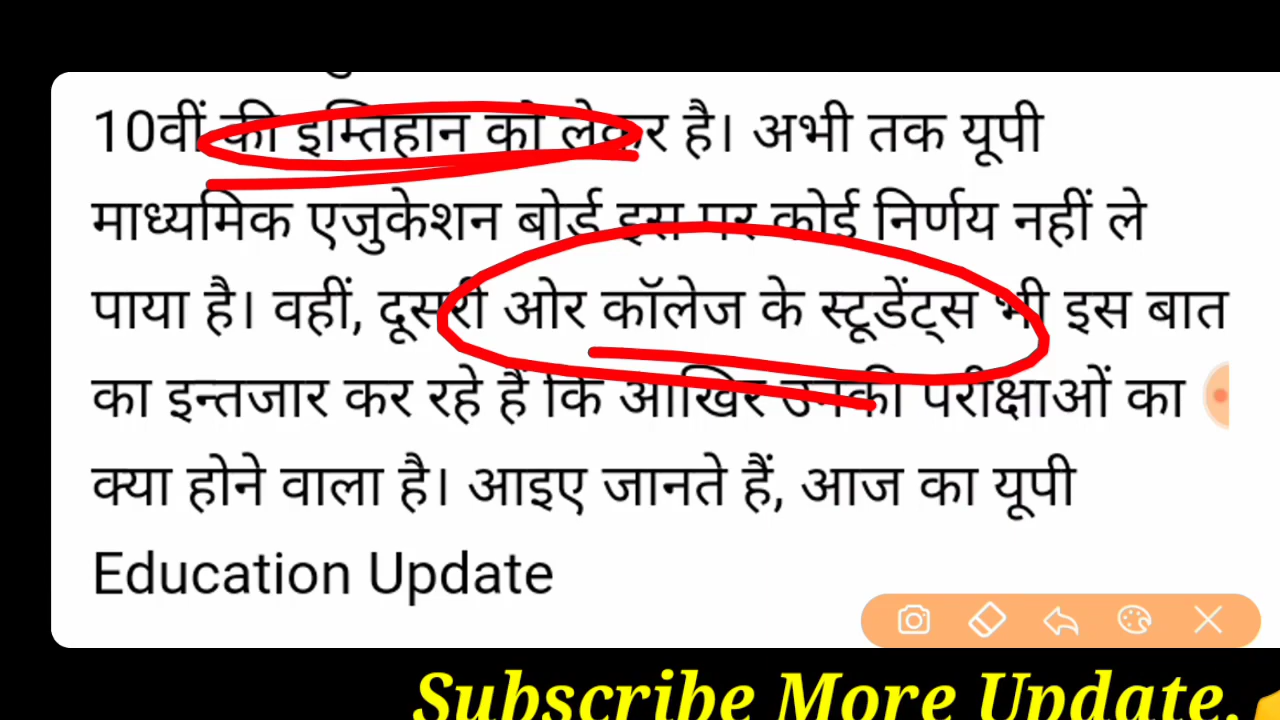 10वीं की इम्तिहान को लेकर है। अभी तक यूपी
माध्यमिक एजुकेशन बोर्ड इस पर कोई निर्णय नहीं ले
पाया है। वहीं, दूसरी ओर कॉलेज के स्टूडेंट्स भी इस बात
का इन्तजार कर रहे हैं कि आखिर उनकी परीक्षाओं का
क्या होने वाला है। आइए जानते हैं, आज का यूपी
Education Update
Subscribe More Update.